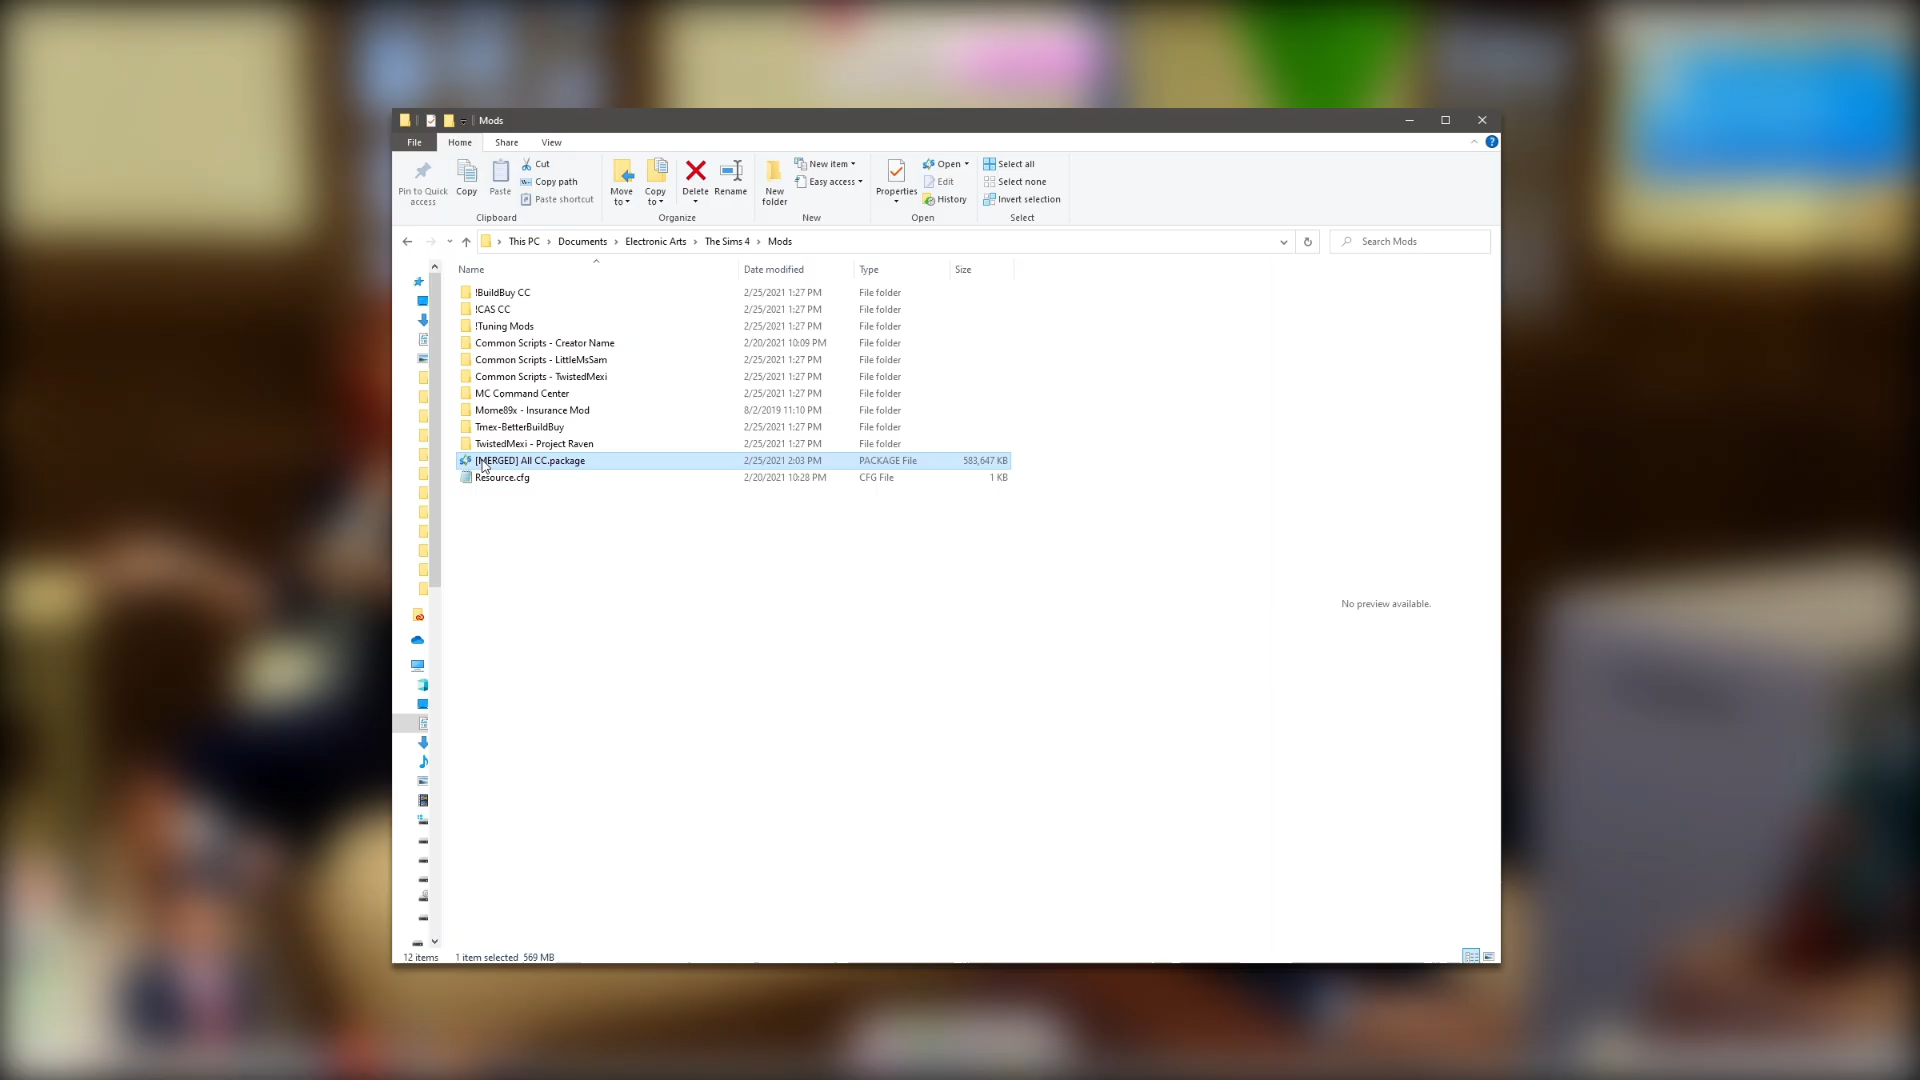 Mods
File Home Share View
Pin to Quick access
Copy
Paste
Cut
Copy path
Paste shortcut
Clipboard
Move to
Copy to
Delete
Rename
Organize
New folder
New item
Easy access
New
Properties
Open
Edit
History
Open
Select all
Select none
Invert selection
Select
This PC > Documents > Electronic Arts > The Sims 4 > Mods
Search Mods
Name Date modified Type Size
!BuildBuy CC 2/25/2021 1:27 PM File folder
!CAS CC 2/25/2021 1:27 PM File folder
!Tuning Mods 2/25/2021 1:27 PM File folder
Common Scripts - Creator Name 2/20/2021 10:09 PM File folder
Common Scripts - LittleMsSam 2/25/2021 1:27 PM File folder
Common Scripts - TwistedMexi 2/25/2021 1:27 PM File folder
MC Command Center 2/25/2021 1:27 PM File folder
Mome89x - Insurance Mod 8/2/2019 11:10 PM File folder
Tmex-BetterBuildBuy 2/25/2021 1:27 PM File folder
TwistedMexi - Project Raven 2/25/2021 1:27 PM File folder
[MERGED] All CC.package 2/25/2021 2:03 PM PACKAGE File 583,647 KB
Resource.cfg 2/20/2021 10:28 PM CFG File 1 KB
No preview available.
12 items 1 item selected 569 MB